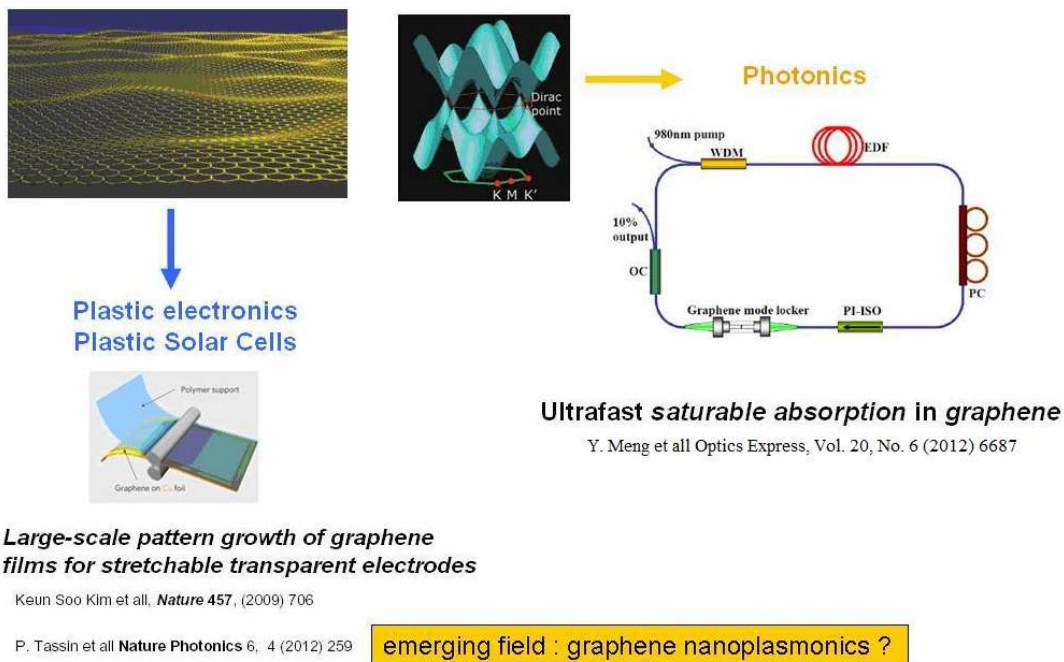 Dirac
point
K M K'
Photonics
980nm pump
WDM
EDF
10%
output
OC
PC
Graphene mode locker
PI-ISO
Plastic electronics
Plastic Solar Cells
Polymer support
Graphene on Cu foil
Ultrafast saturable absorption in graphene
Y. Meng et all Optics Express, Vol. 20, No. 6 (2012) 6687
Large-scale pattern growth of graphene
films for stretchable transparent electrodes
Keun Soo Kim et all, Nature 457, (2009) 706
P. Tassin et all Nature Photonics 6, 4 (2012) 259
emerging field : graphene nanoplasmonics ?